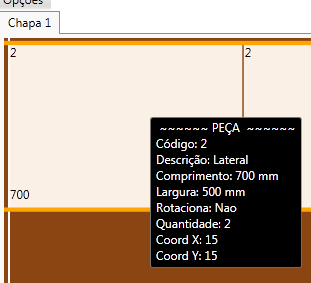 Opções
Chapa 1
2
2
~~~~~~ PEÇA ~~~~~~
Código: 2
Descrição: Lateral
Comprimento: 700 mm
Largura: 500 mm
Rotaciona: Nao
Quantidade: 2
Coord X: 15
Coord Y: 15
700